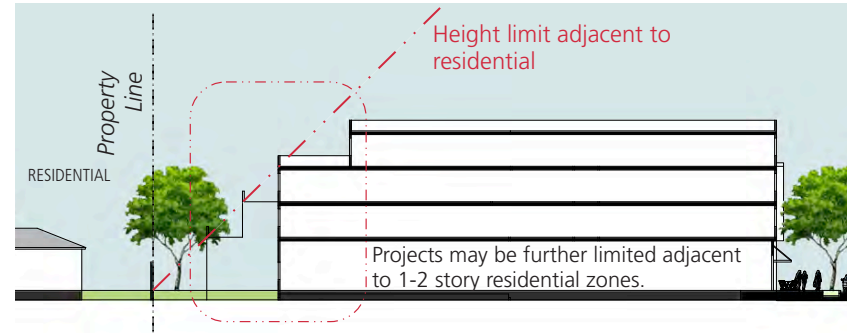 Height limit adjacent to
residential
Property
Line
RESIDENTIAL
Projects may be further limited adjacent
to 1-2 story residential zones.